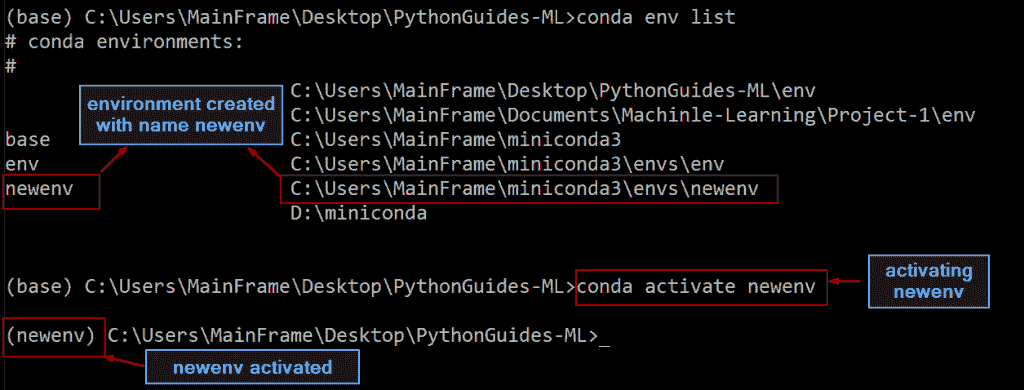 (base) C:\Users\MainFrame\Desktop\PythonGuides-ML>conda env list
# conda environments:
#
C:\Users\MainFrame\Desktop\PythonGuides-ML\env
environment created
with name newenv
C:\Users\MainFrame\Documents\Machinle-Learning\Project-1\env
base C:\Users\MainFrame\miniconda3
env C:\Users\MainFrame\miniconda3\envs\env
newenv C:\Users\MainFrame\miniconda3\envs\newenv
D:\miniconda
(base) C:\Users\MainFrame\Desktop\PythonGuides-ML>conda activate newenv
activating
newenv
(newenv) C:\Users\MainFrame\Desktop\PythonGuides-ML>_
newenv activated